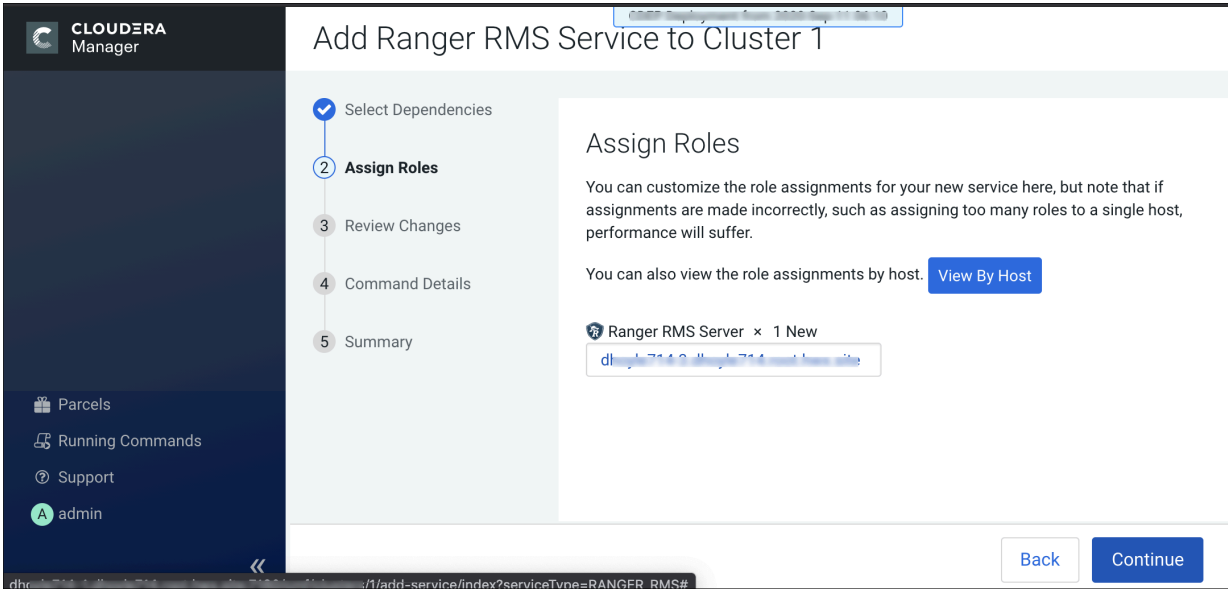 CLOUDERA
Manager
Add Ranger RMS Service to Cluster 1
Select Dependencies
2 Assign Roles
3 Review Changes
4 Command Details
5 Summary
Assign Roles
You can customize the role assignments for your new service here, but note that if
assignments are made incorrectly, such as assigning too many roles to a single host,
performance will suffer.
You can also view the role assignments by host. View By Host
Ranger RMS Server × 1 New
Parcels
Running Commands
Support
A admin
«
Back Continue
/1/add-service/index?serviceType=RANGER_RMS#